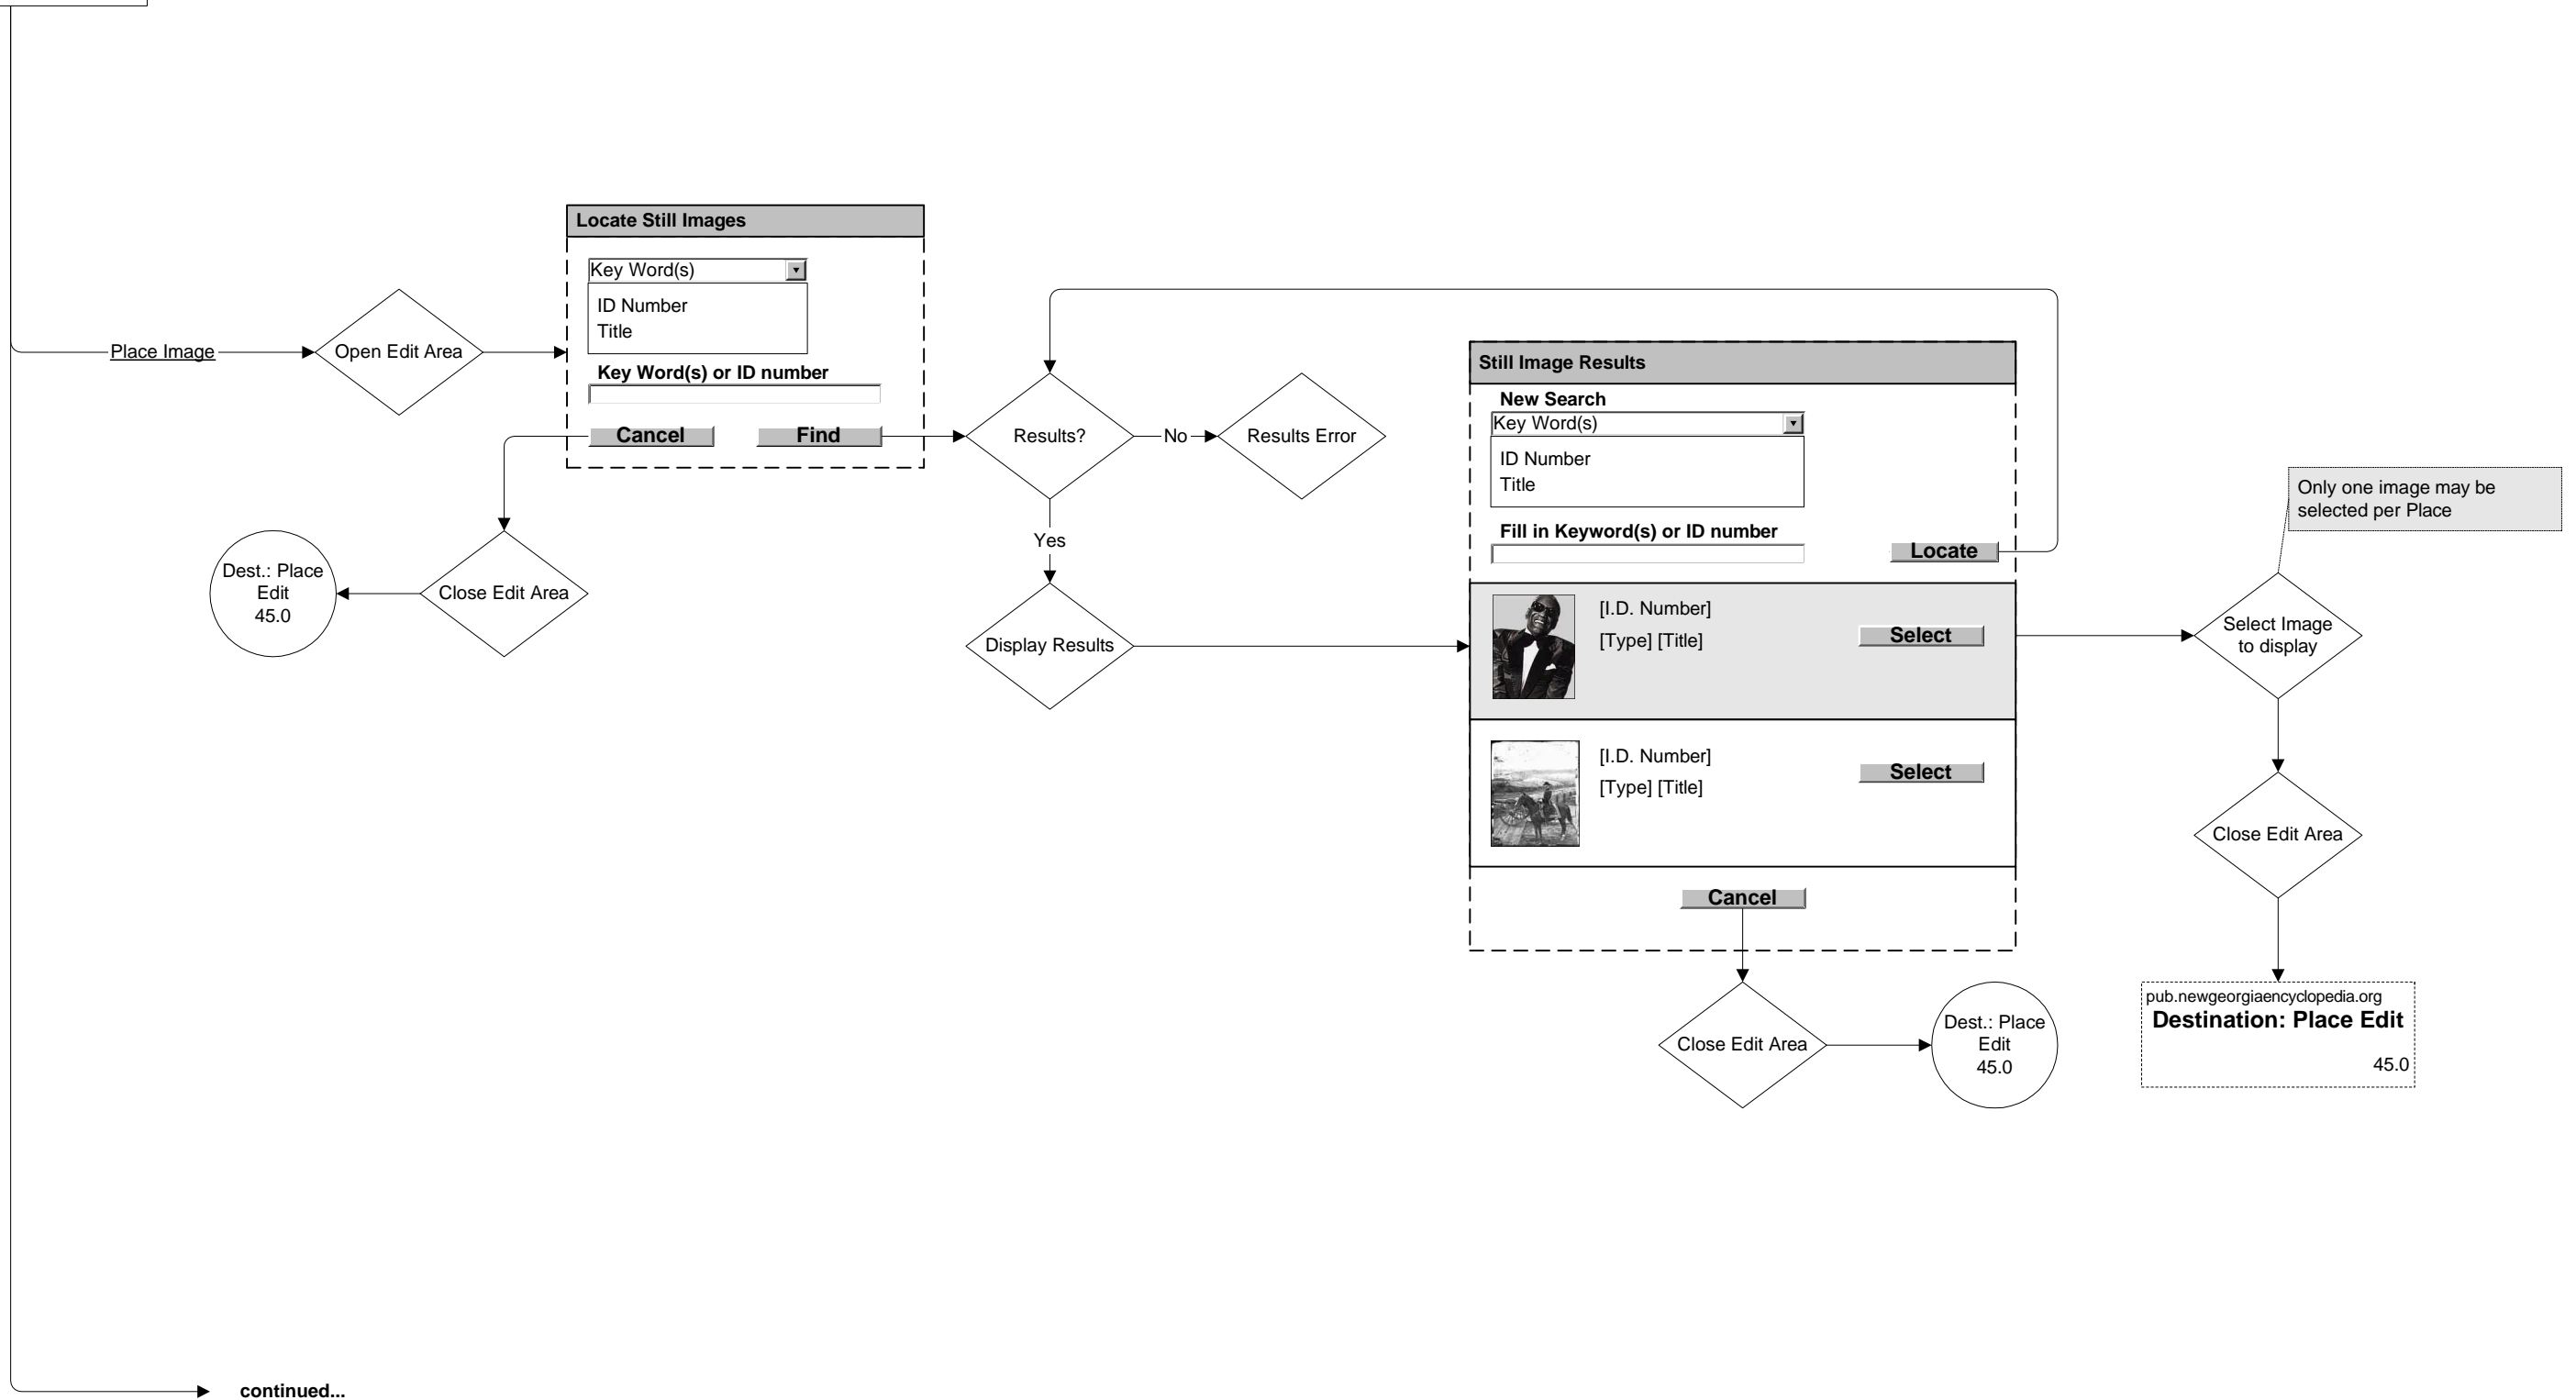 Locate Still Images
Key Word(s)
ID Number
Title
Key Word(s) or ID number
Cancel
Find
Place Image
Open Edit Area
Results?
No
Results Error
Yes
Display Results
Close Edit Area
Dest.: Place
Edit
45.0
Still Image Results
New Search
Key Word(s)
ID Number
Title
Fill in Keyword(s) or ID number
Locate
[I.D. Number]
[Type] [Title]
Select
[I.D. Number]
[Type] [Title]
Select
Cancel
Close Edit Area
Dest.: Place
Edit
45.0
Only one image may be
selected per Place
Select Image
to display
Close Edit Area
pub.newgeorgiaencyclopedia.org
Destination: Place Edit
45.0
continued...